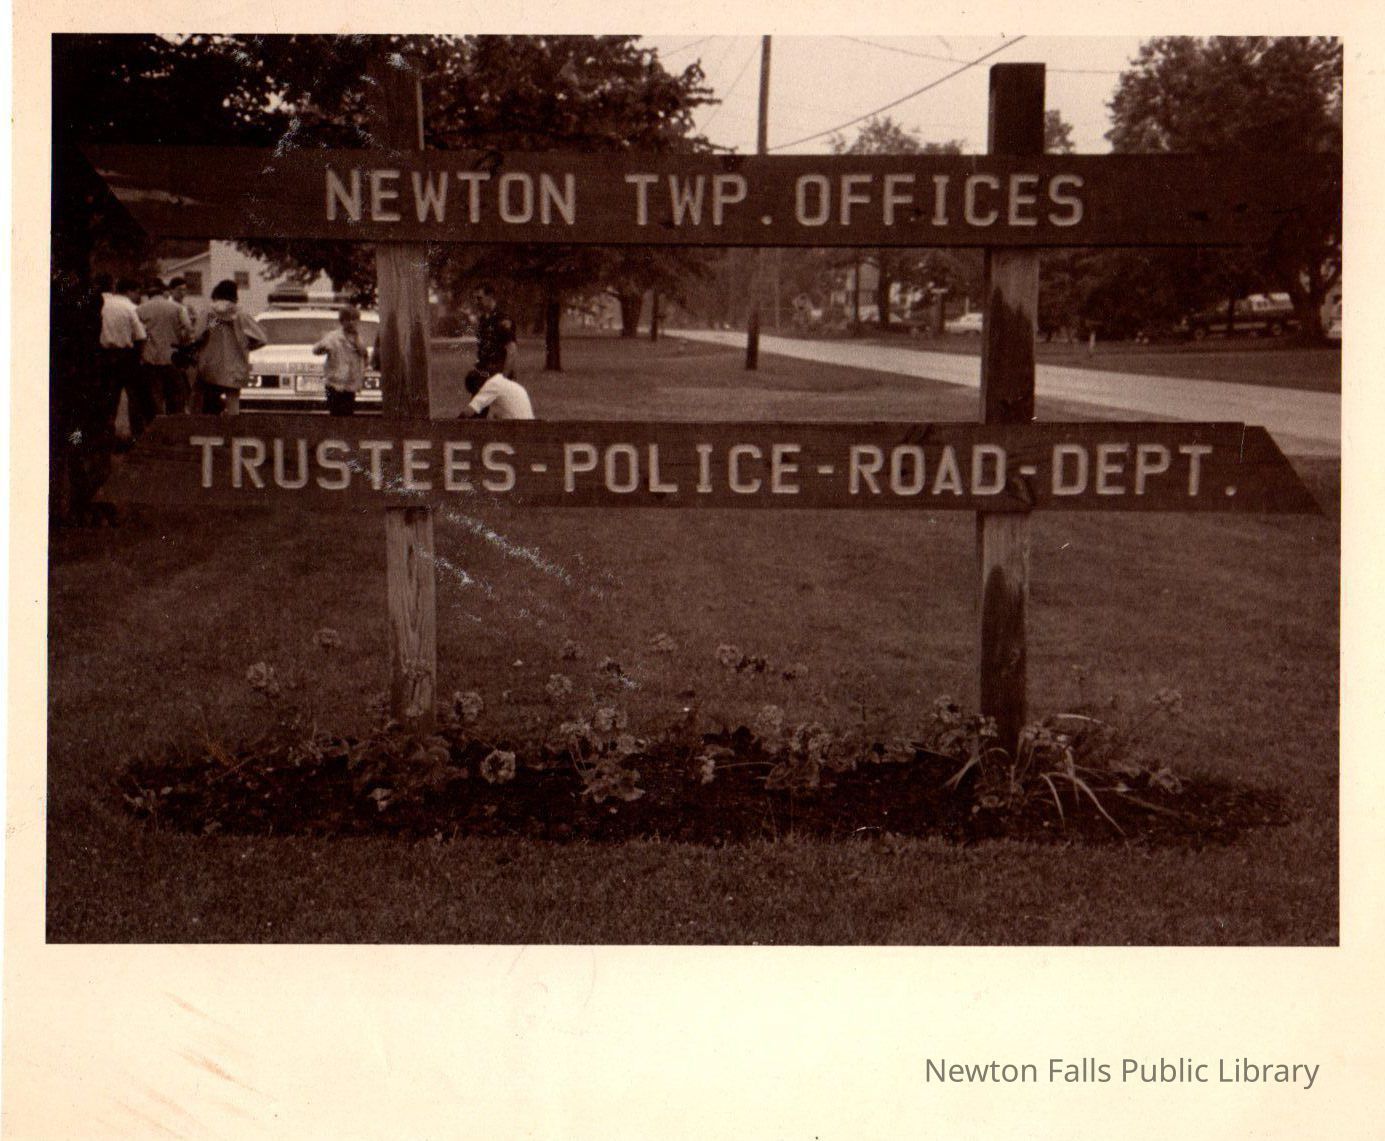 NEWTON TWP. OFFICES
TRUSTEES-POLICE-ROAD-DEPT.
Newton Falls Public Library